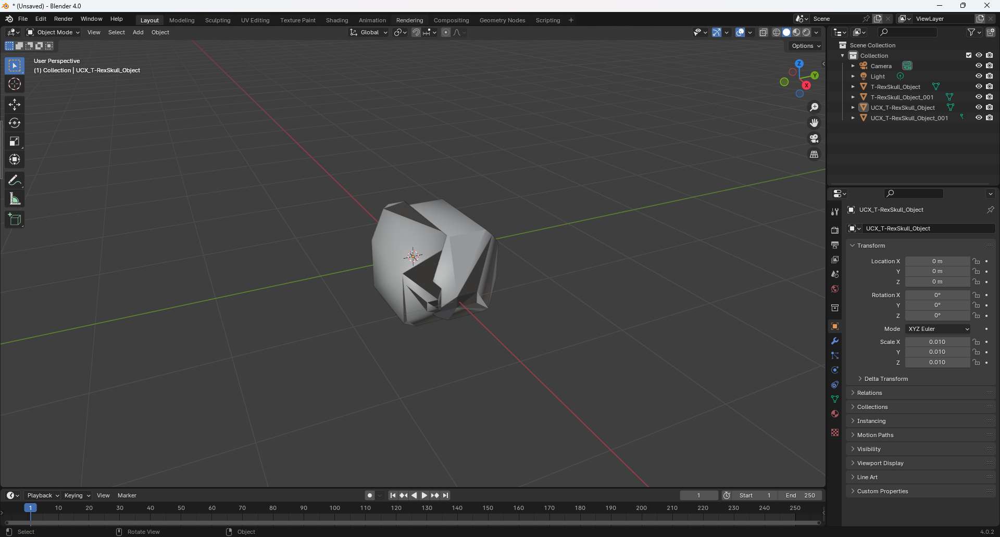 * (Unsaved) - Blender 4.0
File Edit Render Window Help
Layout Modeling Sculpting UV Editing Texture Paint Shading Animation Rendering Compositing Geometry Nodes Scripting +
Scene
ViewLayer
Object Mode View Select Add Object
Global
Options
User Perspective
(1) Collection | UCX_T-RexSkull_Object
Z
Y
X
Scene Collection
Collection
Camera
Light
T-RexSkull_Object
T-RexSkull_Object_001
UCX_T-RexSkull_Object
UCX_T-RexSkull_Object_001
UCX_T-RexSkull_Object
UCX_T-RexSkull_Object
Transform
Location X 0 m
Y 0 m
Z 0 m
Rotation X 0°
Y 0°
Z 0°
Mode XYZ Euler
Scale X 0.010
Y 0.010
Z 0.010
Delta Transform
Relations
Collections
Instancing
Motion Paths
Visibility
Viewport Display
Line Art
Custom Properties
Playback Keying View Marker
1
Start 1
End 250
1 10 20 30 40 50 60 70 80 90 100 110 120 130 140 150 160 170 180 190 200 210 220 230 240 250
Select
Rotate View
Object
4.0.2